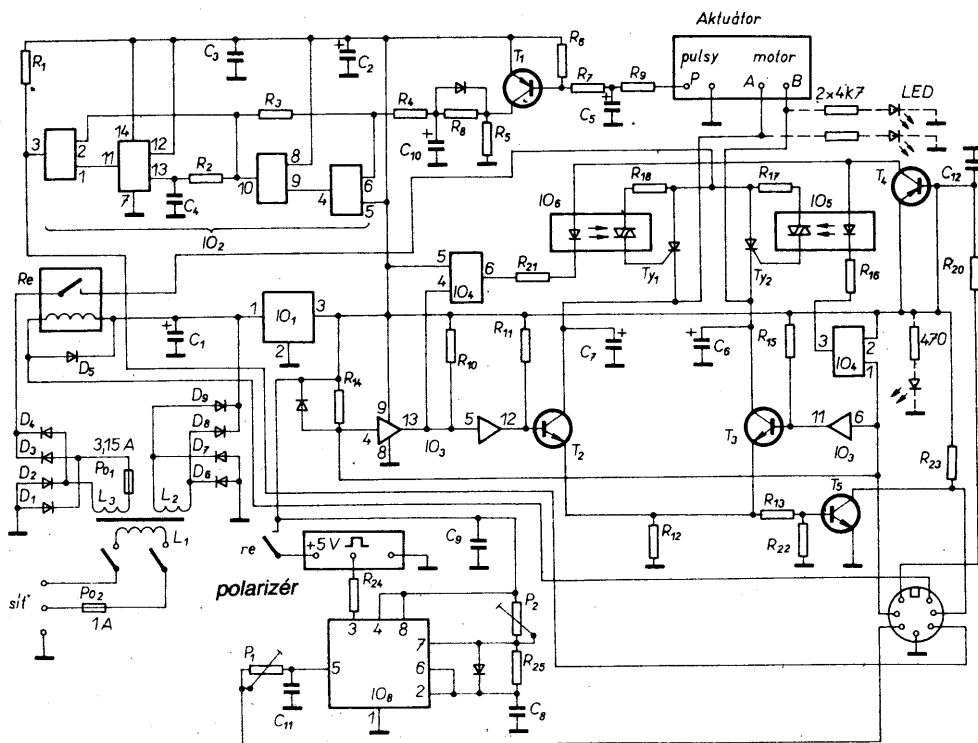 Aktuátor
pulsy motor
P A B
2x4k7 LED
R1
C3
+ C2
T1
R6
R7
R9
+ C5
R3
R4
R8
R5
+ C10
3
2
1
14
12
11
13
7
R2
C4
10
8
9
4
6
5
IO2
R18
R17
IO6
IO5
Ty1
Ty2
T4
C12
R16
R20
5
4
6
IO4
R21
Re
D5
+ C1
1
IO1
3
2
R10
R11
+ C7
+ C6
R15
3
IO4
2
1
470
R14
9
4
8
13
IO3
5
12
T2
T3
11
6
IO3
R23
D4
D3
D2
D1
3,15 A
Po1
L3
L2
L1
D9
D8
D7
D6
T5
R13
R12
R22
re
+5V
C9
polarizér
R24
síť
Po2
1A
3
4
8
P2
7
R25
6
2
5
IO8
1
P1
C11
C8